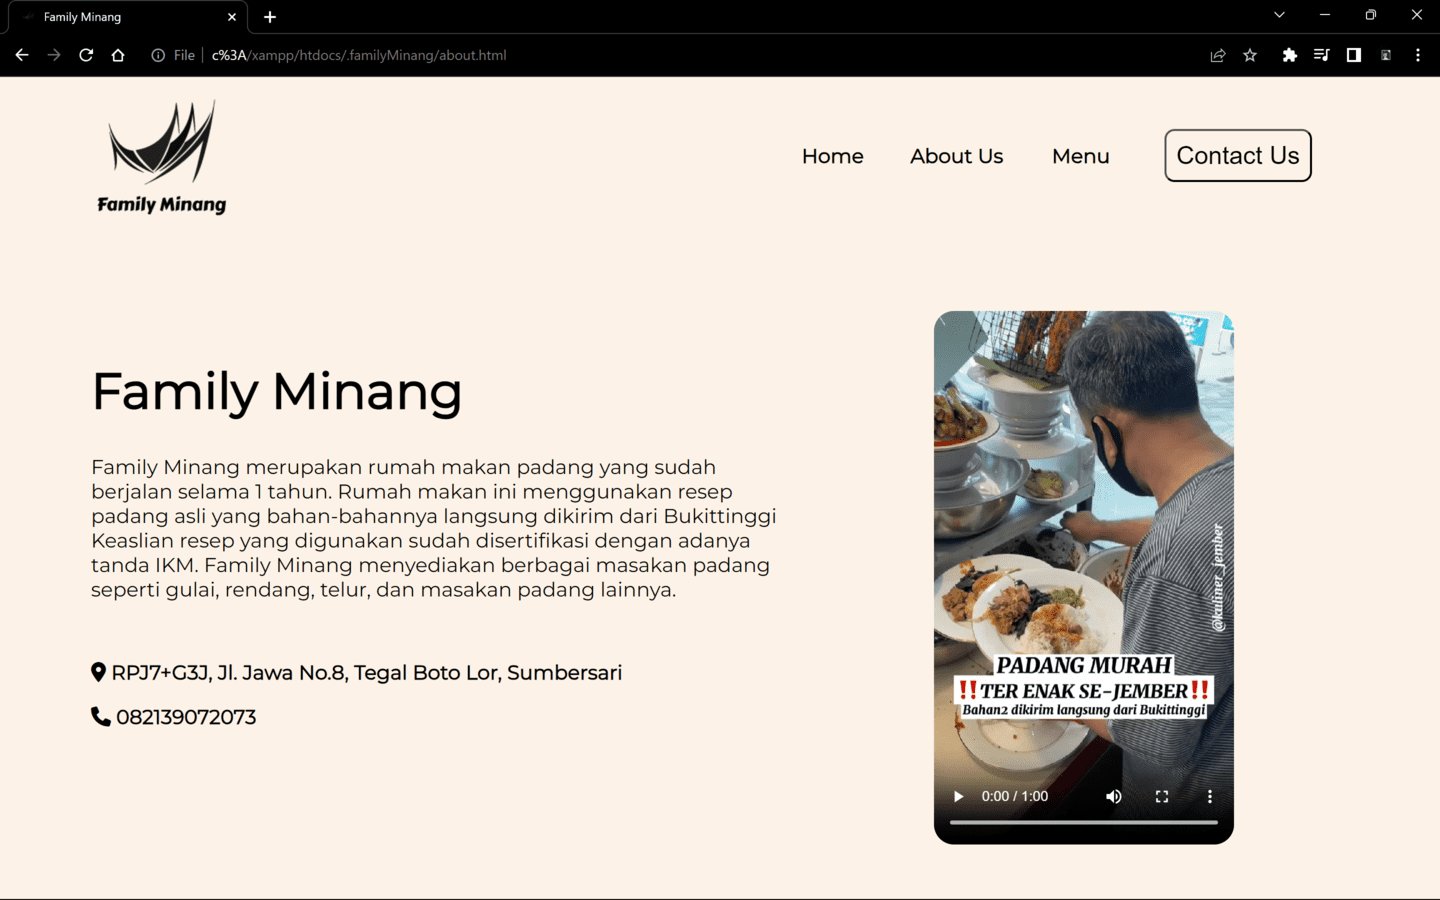 Family Minang
File
c%3A/xampp/htdocs/.familyMinang/about.html
Family Minang
Home
About Us
Menu
Contact Us
Family Minang
Family Minang merupakan rumah makan padang yang sudah
berjalan selama 1 tahun. Rumah makan ini menggunakan resep
padang asli yang bahan-bahannya langsung dikirim dari Bukittinggi
Keaslian resep yang digunakan sudah disertifikasi dengan adanya
tanda IKM. Family Minang menyediakan berbagai masakan padang
seperti gulai, rendang, telur, dan masakan padang lainnya.
RPJ7+G3J, Jl. Jawa No.8, Tegal Boto Lor, Sumbersari
082139072073
@kuliner_jember
PADANG MURAH
‼️TER ENAK SE-JEMBER‼️
Bahan2 dikirim langsung dari Bukittinggi
0:00 / 1:00